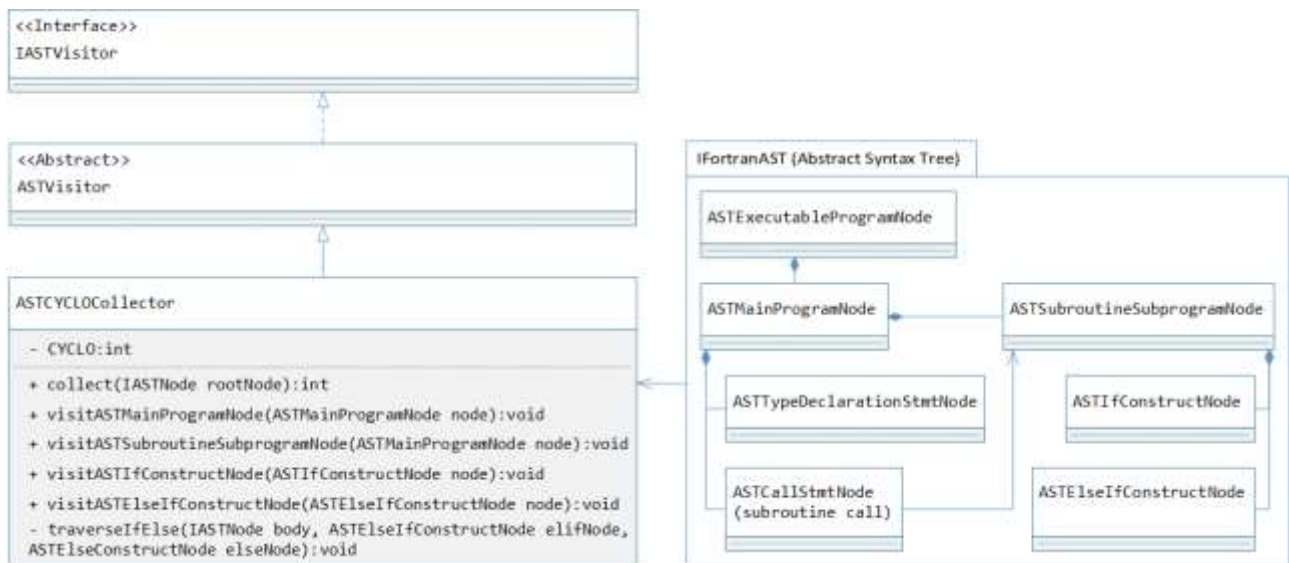 <<Interface>>
IASTVisitor
<<Abstract>>
ASTVisitor
ASTCYCLOCollector
- CYCLO:int
+ collect(IASTNode rootNode):int
+ visitASTMainProgramNode(ASTMainProgramNode node):void
+ visitASTSubroutineSubprogramNode(ASTMainProgramNode node):void
+ visitASTIfConstructNode(ASTIfConstructNode node):void
+ visitASTElseIfConstructNode(ASTElseIfConstructNode node):void
- traverseIfElse(IASTNode body, ASTElseIfConstructNode elifNode,
ASTElseConstructNode elseNode):void
IFortranAST (Abstract Syntax Tree)
ASTExecutableProgramNode
ASTMainProgramNode
ASTSubroutineSubprogramNode
ASTTypeDeclarationStmtNode
ASTIfConstructNode
ASTCallStmtNode
(subroutine call)
ASTElseIfConstructNode